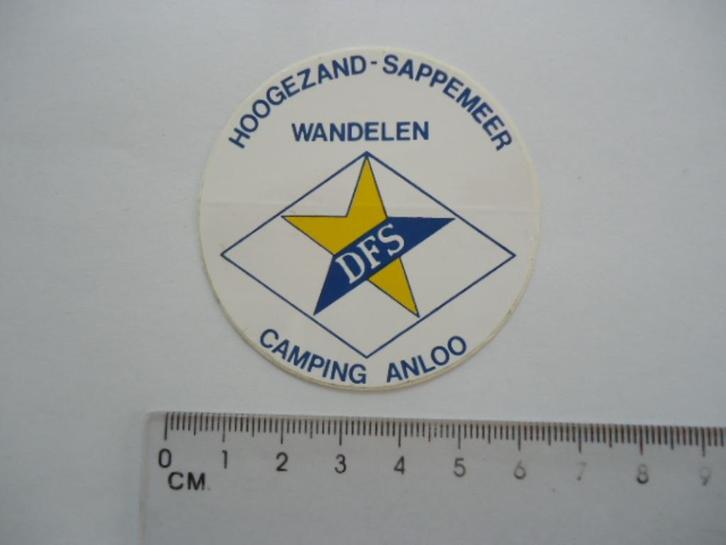 HOOGEZAND - SAPPEMEER
WANDELEN
DFS
CAMPING ANLOO
0 1 2 3 4 5 6 7 8 9
CM.